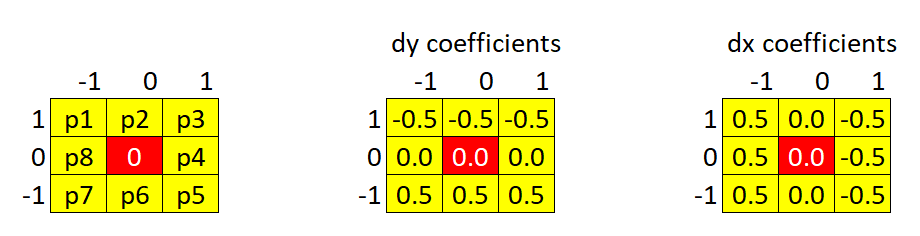 dy coefficients dx coefficients
-1 0 1 -1 0 1 -1 0 1
1 p1 p2 p3 1 -0.5 -0.5 -0.5 1 0.5 0.0 -0.5
0 p8 0 p4 0 0.0 0.0 0.0 0 0.5 0.0 -0.5
-1 p7 p6 p5 -1 0.5 0.5 0.5 -1 0.5 0.0 -0.5